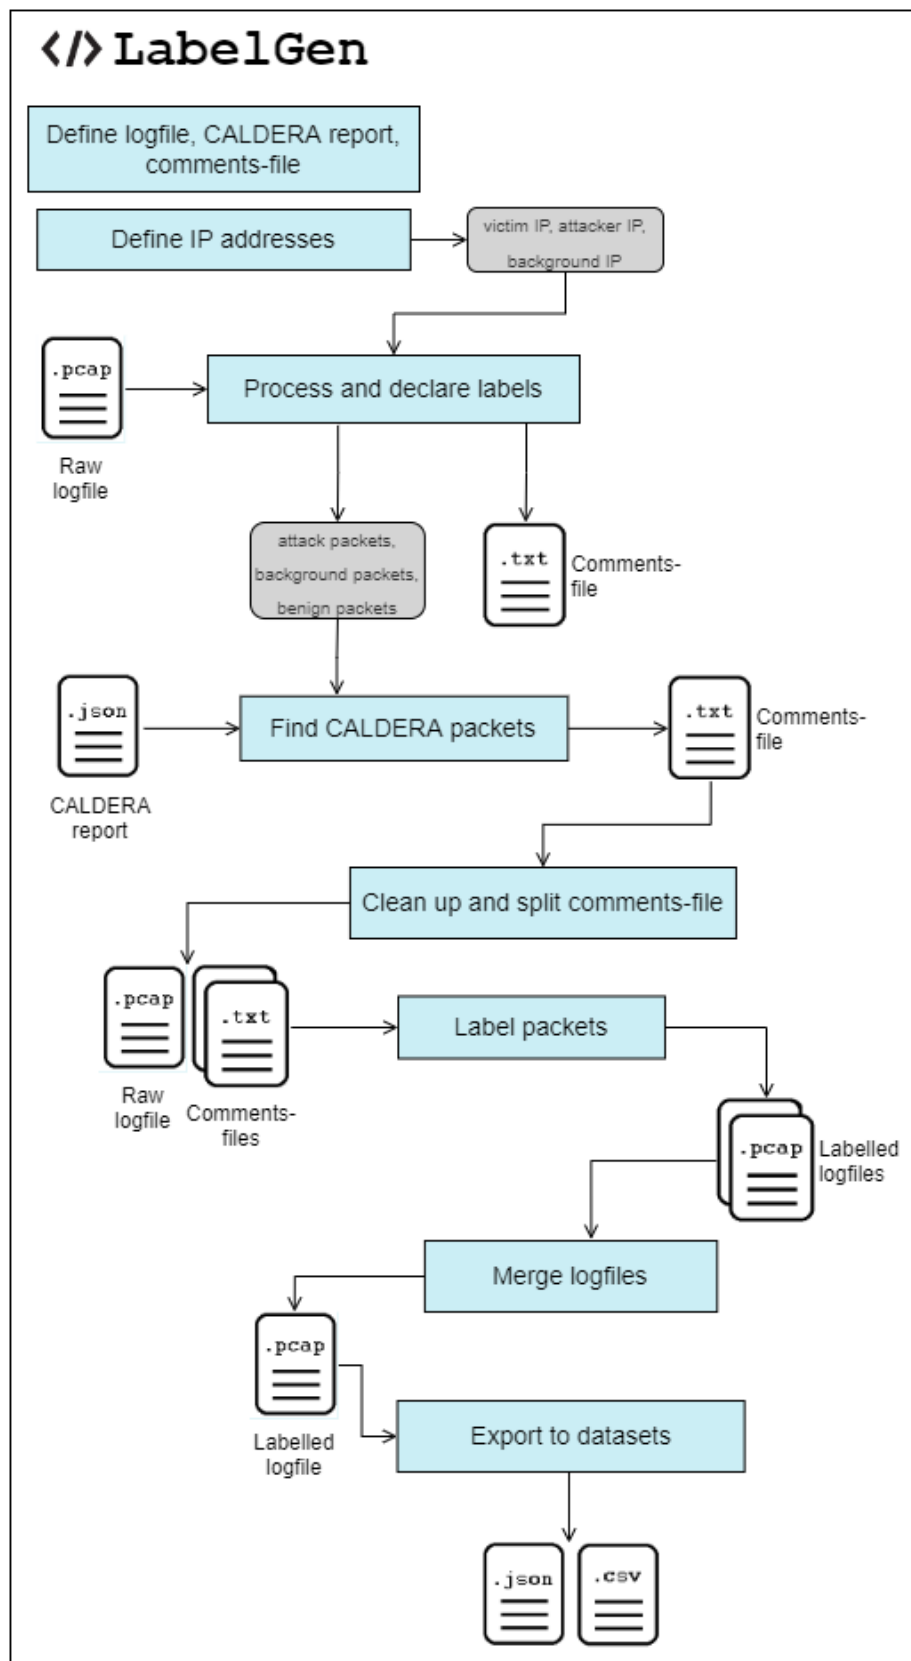 </> LabelGen
Define logfile, CALDERA report,
comments-file
Define IP addresses
victim IP, attacker IP,
background IP
.pcap
Process and declare labels
Raw
logfile
attack packets,
background packets,
benign packets
.txt
Comments-
file
.json
Find CALDERA packets
.txt
Comments-
file
CALDERA
report
Clean up and split comments-file
.pcap
.txt
Label packets
Raw
logfile
Comments-
files
.pcap
Labelled
logfiles
Merge logfiles
.pcap
Labelled
logfile
Export to datasets
.json
.csv